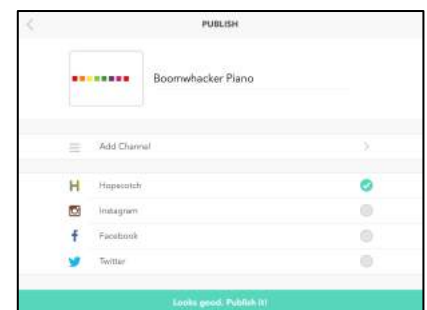 PUBLISH
Boomwhacker Piano
Add Channel
Hopscotch
Instagram
Facebook
Twitter
Looks good. Publish it!